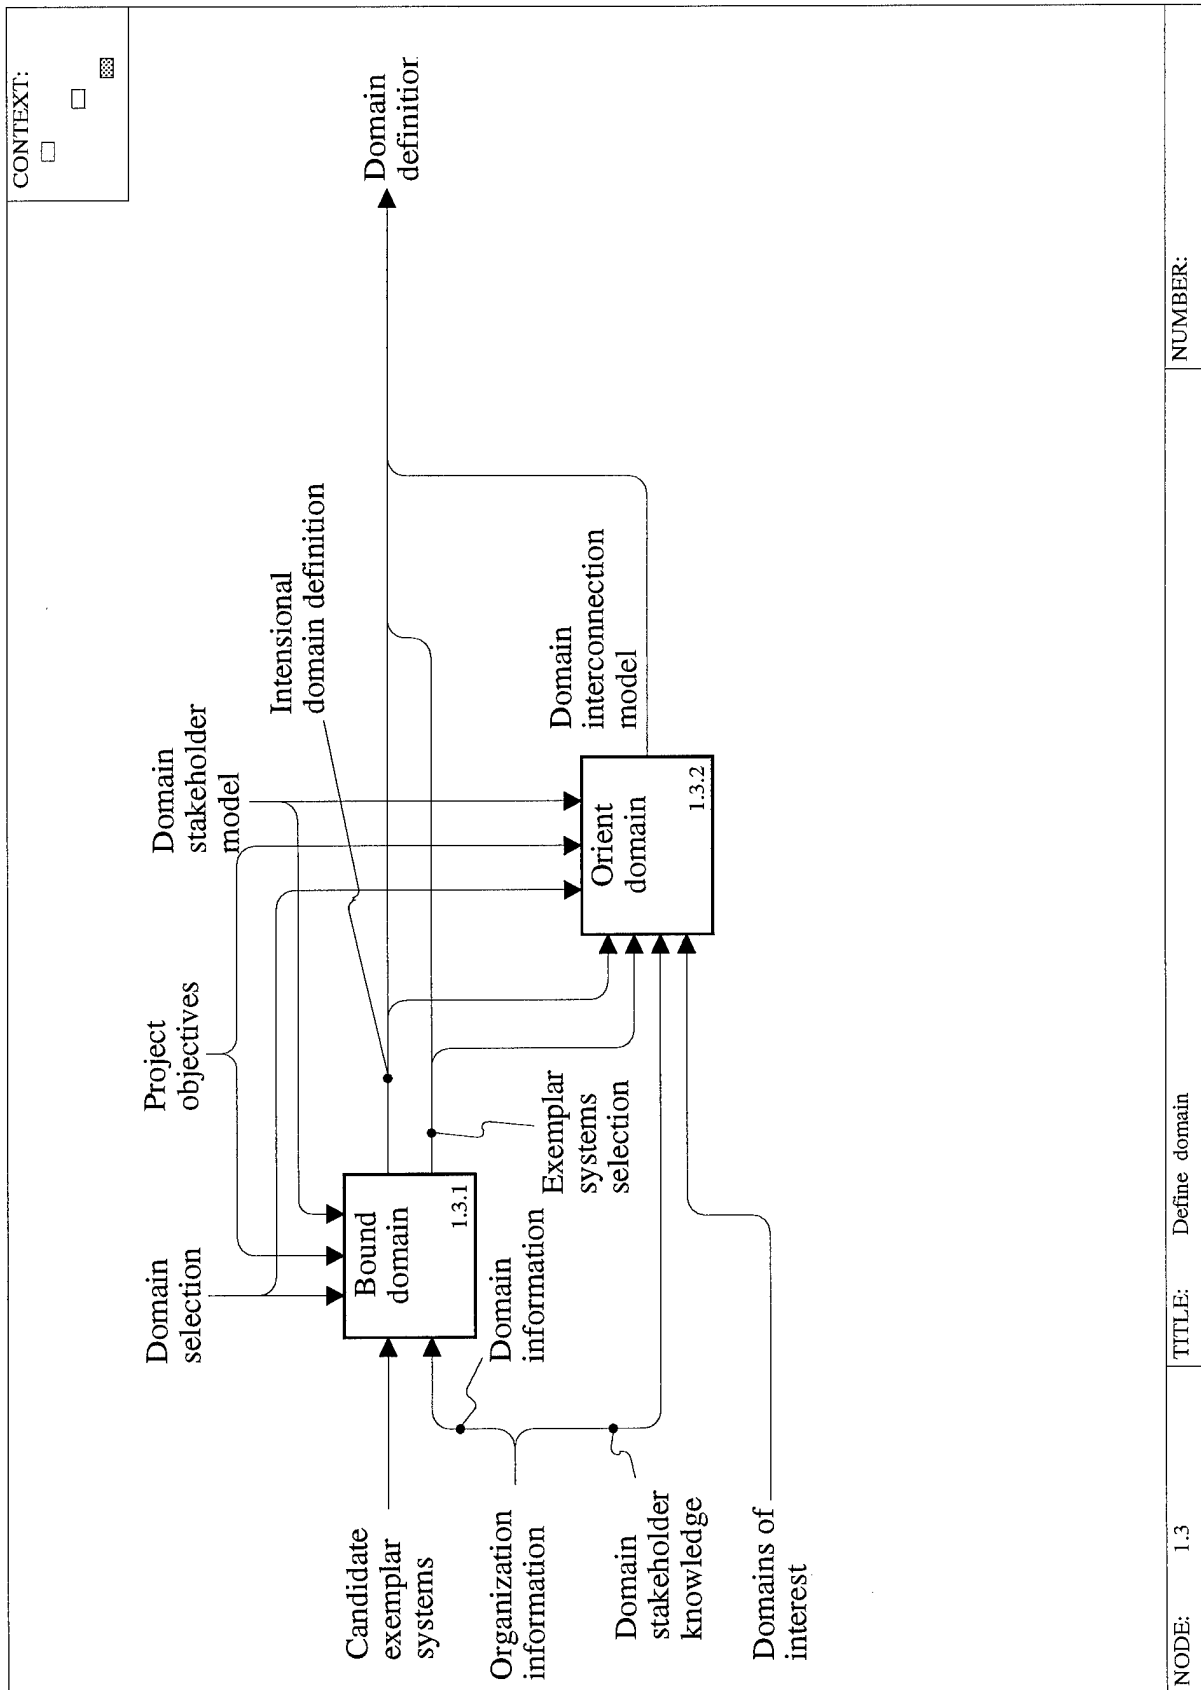 CONTEXT:
Domain
selection
Project
objectives
Domain
stakeholder
model
Intensional
domain definition
Domain
definitior
Candidate
exemplar
systems
Bound
domain
1.3.1
Exemplar
systems
selection
Domain
information
Organization
information
Domain
stakeholder
knowledge
Domains of
interest
Orient
domain
1.3.2
Domain
interconnection
model
NODE: 1.3
TITLE: Define domain
NUMBER: